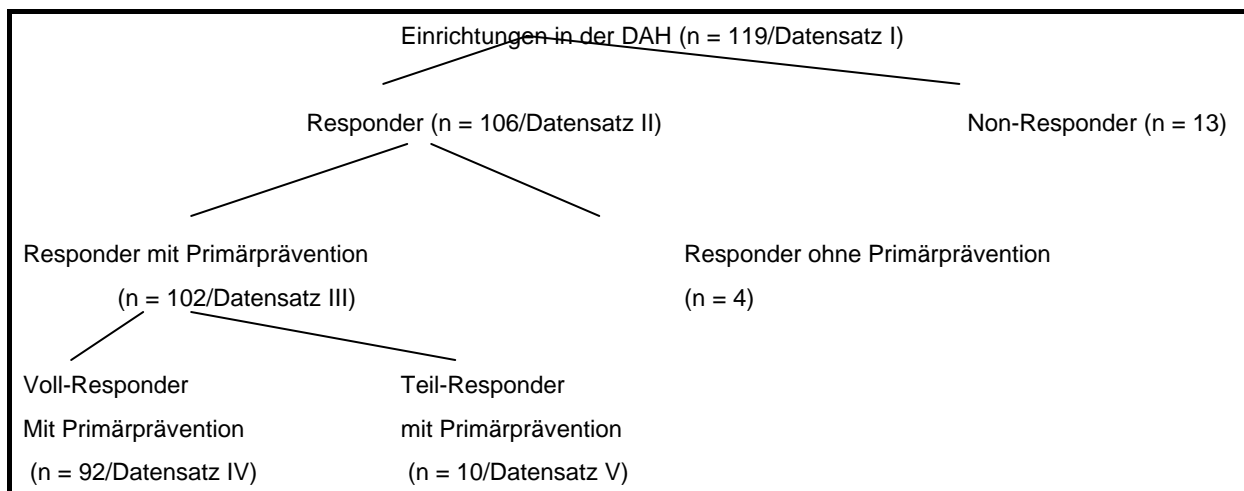 Einrichtungen in der DAH (n = 119/Datensatz I)
Responder (n = 106/Datensatz II)
Non-Responder (n = 13)
Responder mit Primärprävention
(n = 102/Datensatz III)
Responder ohne Primärprävention
(n = 4)
Voll-Responder
Mit Primärprävention
(n = 92/Datensatz IV)
Teil-Responder
mit Primärprävention
(n = 10/Datensatz V)